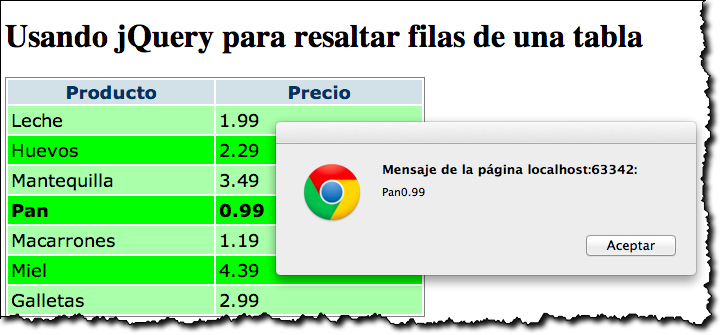 Usando jQuery para resaltar filas de una tabla
Producto Precio
Leche 1.99
Huevos 2.29
Mantequilla 3.49
Pan 0.99
Macarrones 1.19
Miel 4.39
Galletas 2.99
Mensaje de la página localhost:63342:
Pan0.99
Aceptar